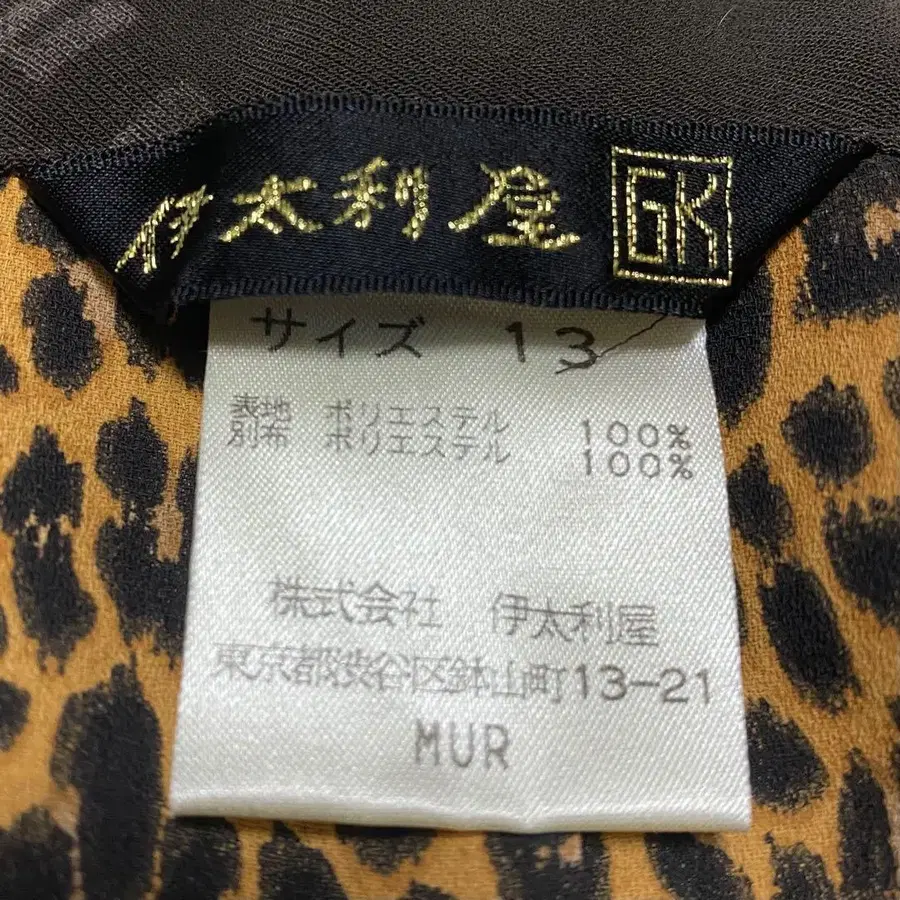 伊太利屋 GK
サイズ 13
表地 ポリエステル 100%
別布 ポリエステル 100%
株式会社 伊太利屋
東京都渋谷区鉢山町13-21
MUR